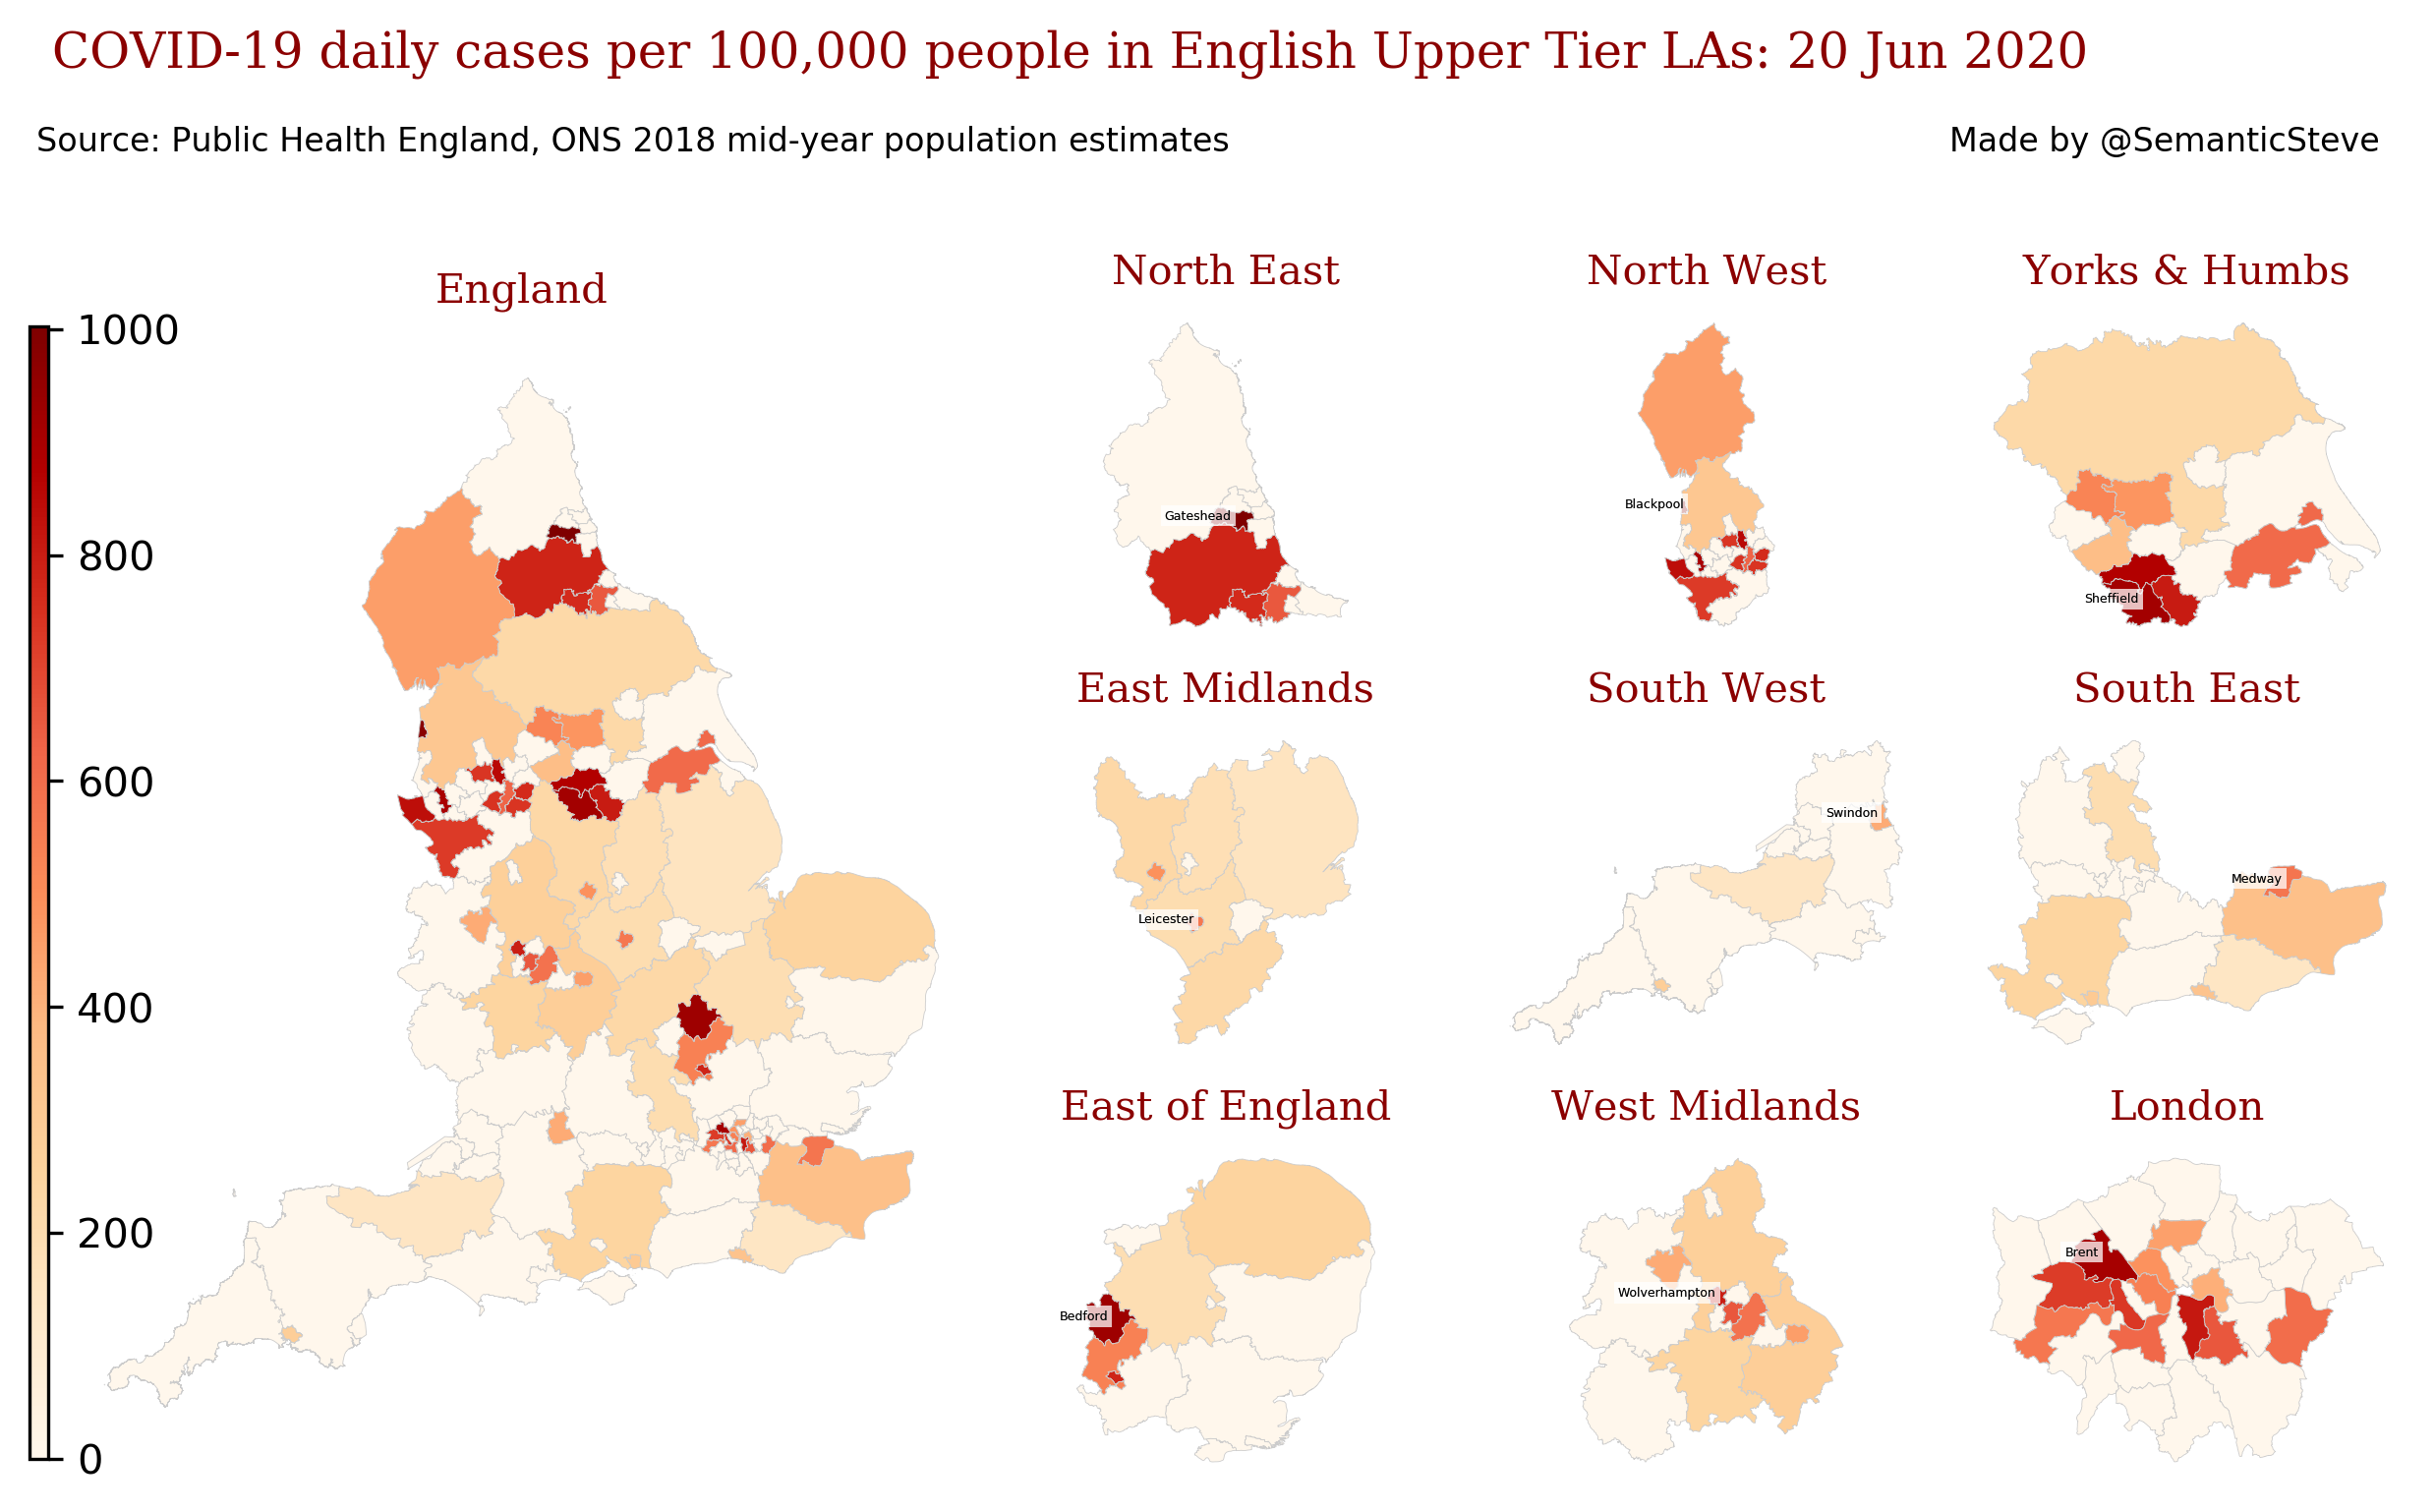 COVID-19 daily cases per 100,000 people in English Upper Tier LAs: 20 Jun 2020
Source: Public Health England, ONS 2018 mid-year population estimates
Made by @SemanticSteve
England
1000
800
600
400
200
0
North East
Gateshead
North West
Blackpool
Yorks & Humbs
Sheffield
East Midlands
Leicester
South West
Swindon
South East
Medway
East of England
Bedford
West Midlands
Wolverhampton
London
Brent